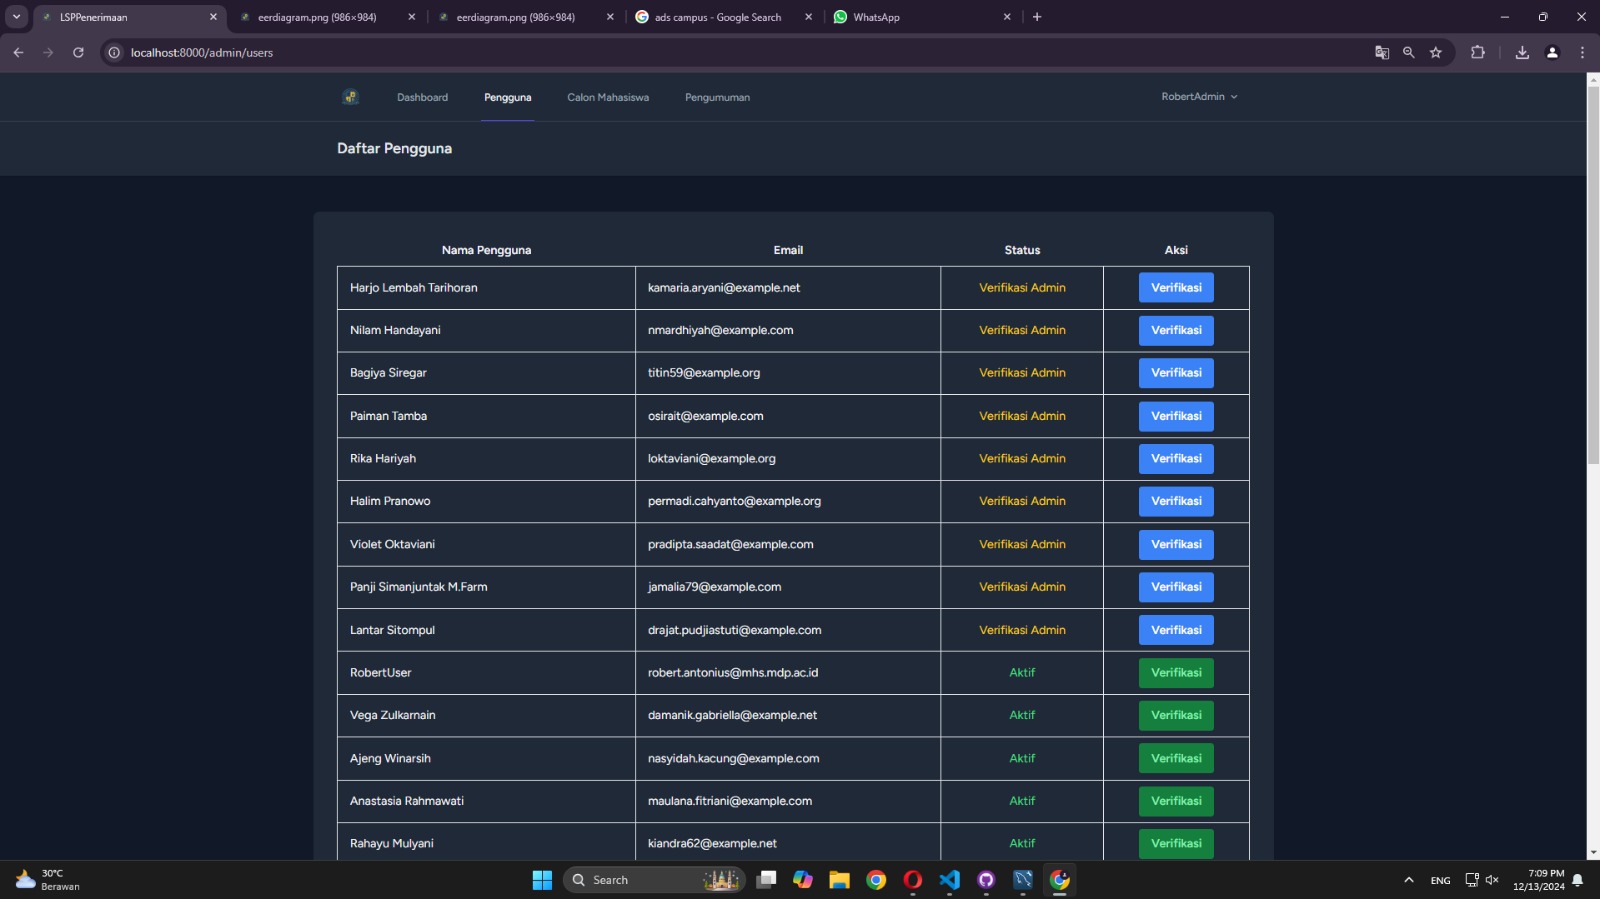 LSPPenerimaan
eerdiagram.png (986×984)
eerdiagram.png (986×984)
ads campus - Google Search
WhatsApp
localhost:8000/admin/users
Dashboard
Pengguna
Calon Mahasiswa
Pengumuman
RobertAdmin
Daftar Pengguna
Nama Pengguna Email Status Aksi
Harjo Lembah Tarihoran kamaria.aryani@example.net Verifikasi Admin Verifikasi
Nilam Handayani nmardhiyah@example.com Verifikasi Admin Verifikasi
Bagiya Siregar titin59@example.org Verifikasi Admin Verifikasi
Paiman Tamba osirait@example.com Verifikasi Admin Verifikasi
Rika Hariyah loktaviani@example.org Verifikasi Admin Verifikasi
Halim Pranowo permadi.cahyanto@example.org Verifikasi Admin Verifikasi
Violet Oktaviani pradipta.saadat@example.com Verifikasi Admin Verifikasi
Panji Simanjuntak M.Farm jamalia79@example.com Verifikasi Admin Verifikasi
Lantar Sitompul drajat.pudjiastuti@example.com Verifikasi Admin Verifikasi
RobertUser robert.antonius@mhs.mdp.ac.id Aktif Verifikasi
Vega Zulkarnain damanik.gabriella@example.net Aktif Verifikasi
Ajeng Winarsih nasyidah.kacung@example.com Aktif Verifikasi
Anastasia Rahmawati maulana.fitriani@example.com Aktif Verifikasi
Rahayu Mulyani kiandra62@example.net Aktif Verifikasi
30°C
Berawan
Search
ENG
7:09 PM
12/13/2024